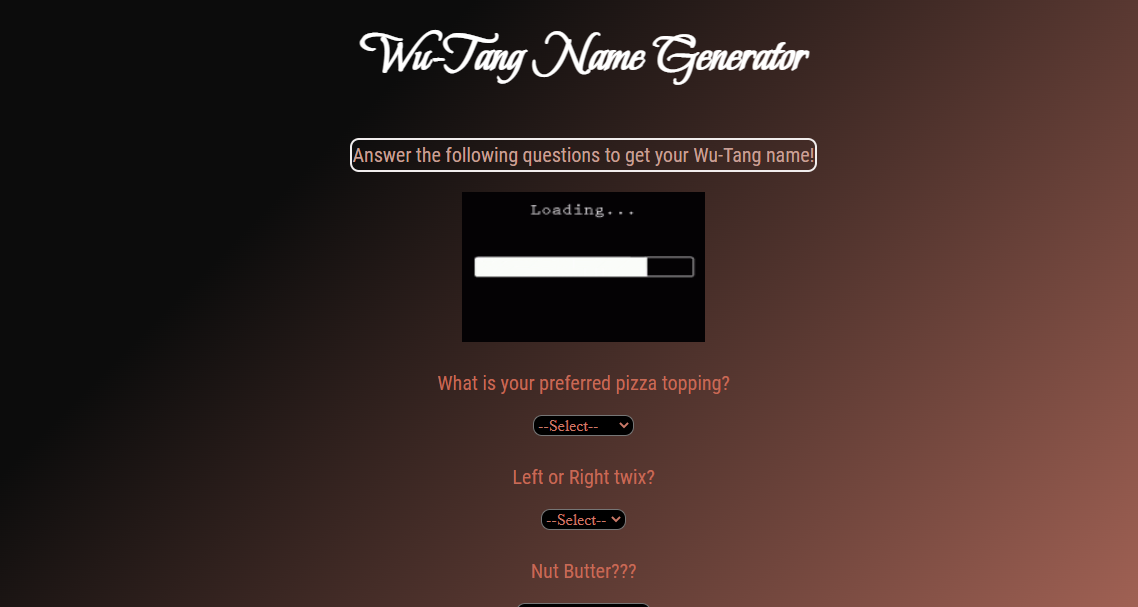 Wu-Tang Name Generator
Answer the following questions to get your Wu-Tang name!
Loading...
What is your preferred pizza topping?
--Select--
Left or Right twix?
--Select--
Nut Butter???